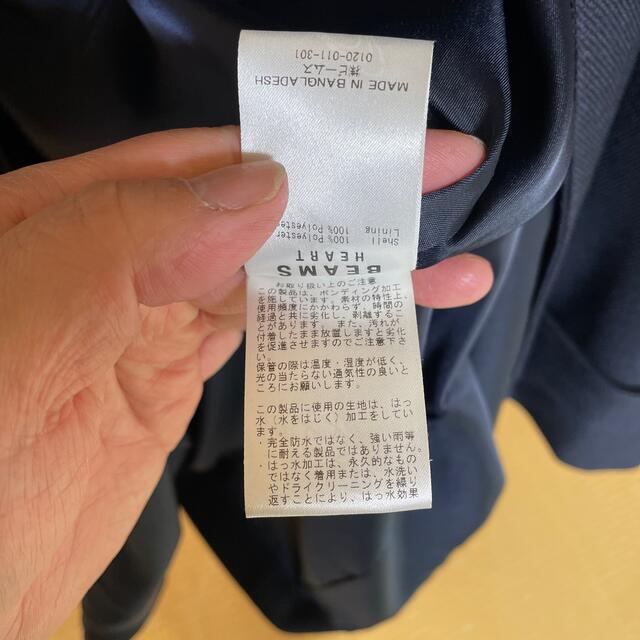 BEAMS
HEART
Shell 100% Polyester
Lining 100% Polyester
MADE IN BANGLADESH
株ビームス
0120-011-301
お取り扱い上のご注意
この製品は、ボンディング加工
を施しています。素材の特性上、
使用頻度にかかわらず、時間の
経過と共に劣化し、剥離するこ
とがあります。また、汚れが
付着したまま放置しますと劣化
を促進させますのでご注意下さ
い。
保管の際は温度・湿度が低く、
光の当たらない通気性の良いと
ころにお願いします。
この製品に使用の生地は、はっ
水（水をはじく）加工をしてい
ます。
・完全防水ではなく、強い雨等
に耐える製品ではありません。
・はっ水加工は、永久的なもの
ではなく着用または、水洗い
やドライクリーニングを繰り
返すことにより、はっ水効果